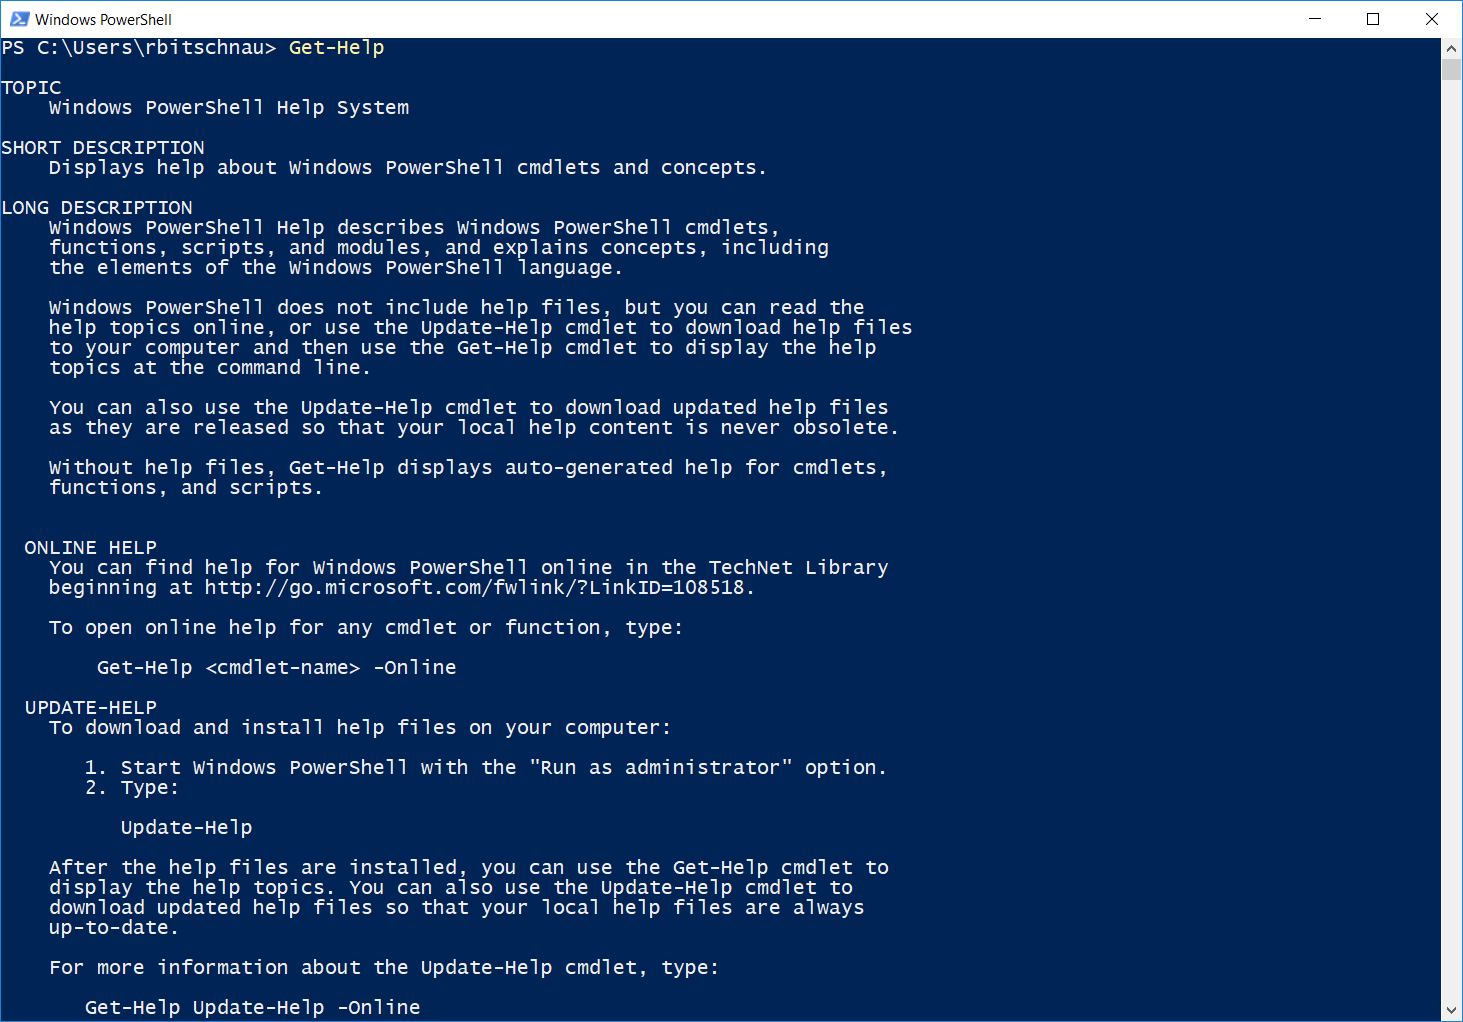 Windows PowerShell
PS C:\Users\rbitschnau> Get-Help
TOPIC
Windows PowerShell Help System
SHORT DESCRIPTION
Displays help about Windows PowerShell cmdlets and concepts.
LONG DESCRIPTION
Windows PowerShell Help describes Windows PowerShell cmdlets,
functions, scripts, and modules, and explains concepts, including
the elements of the Windows PowerShell language.
Windows PowerShell does not include help files, but you can read the
help topics online, or use the Update-Help cmdlet to download help files
to your computer and then use the Get-Help cmdlet to display the help
topics at the command line.
You can also use the Update-Help cmdlet to download updated help files
as they are released so that your local help content is never obsolete.
Without help files, Get-Help displays auto-generated help for cmdlets,
functions, and scripts.
ONLINE HELP
You can find help for Windows PowerShell online in the TechNet Library
beginning at http://go.microsoft.com/fwlink/?LinkID=108518.
To open online help for any cmdlet or function, type:
Get-Help <cmdlet-name> -Online
UPDATE-HELP
To download and install help files on your computer:
1. Start Windows PowerShell with the "Run as administrator" option.
2. Type:
Update-Help
After the help files are installed, you can use the Get-Help cmdlet to
display the help topics. You can also use the Update-Help cmdlet to
download updated help files so that your local help files are always
up-to-date.
For more information about the Update-Help cmdlet, type:
Get-Help Update-Help -Online